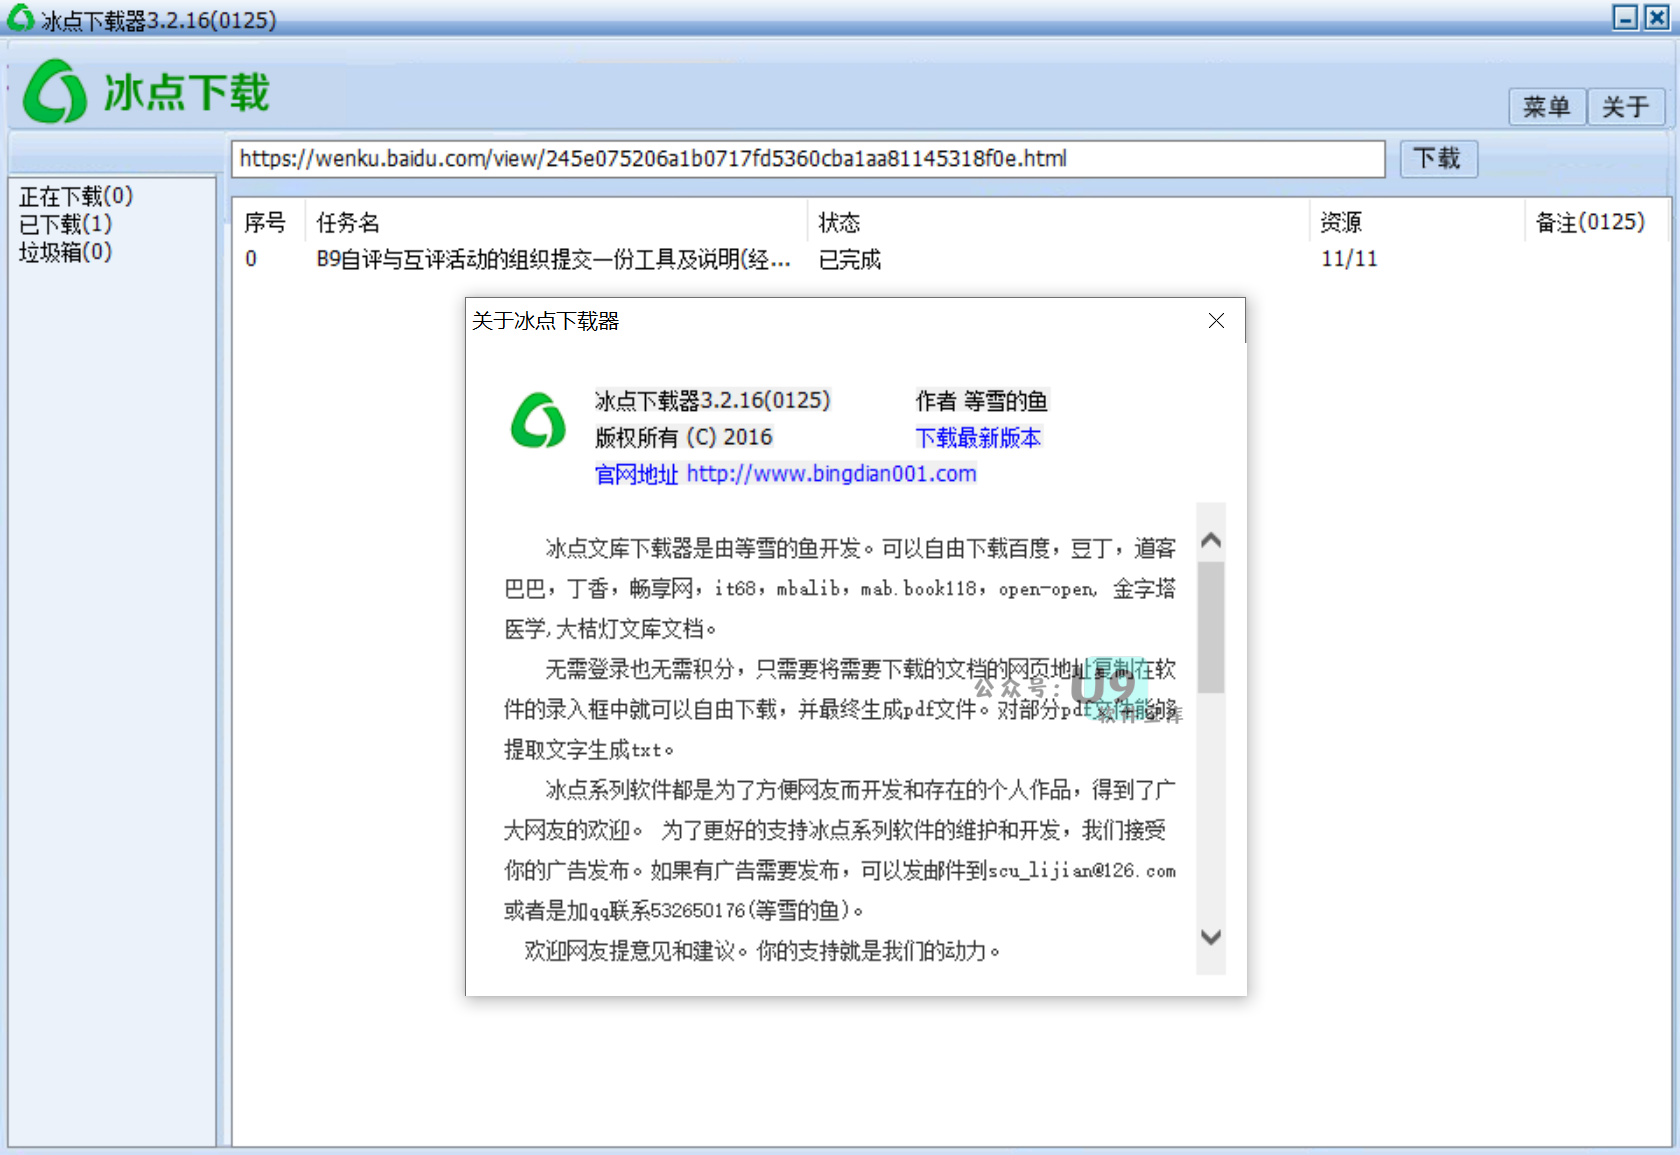 冰点下载器3.2.16(0125)
冰点下载
菜单 关于
https://wenku.baidu.com/view/245e075206a1b0717fd5360cba1aa81145318f0e.html 下载
正在下载(0)
已下载(1)
垃圾箱(0)
序号 任务名 状态 资源 备注(0125)
0 B9自评与互评活动的组织提交一份工具及说明(经... 已完成 11/11
关于冰点下载器
冰点下载器3.2.16(0125) 作者 等雪的鱼
版权所有 (C) 2016 下载最新版本
官网地址 http://www.bingdian001.com
冰点文库下载器是由等雪的鱼开发。可以自由下载百度，豆丁，道客
巴巴，丁香，畅享网，it68，mbalib，mab.book118，open-open, 金字塔
医学,大桔灯文库文档。
无需登录也无需积分，只需要将需要下载的文档的网页地址复制在软
件的录入框中就可以自由下载，并最终生成pdf文件。对部分pdf文件能够
提取文字生成txt。
冰点系列软件都是为了方便网友而开发和存在的个人作品，得到了广
大网友的欢迎。 为了更好的支持冰点系列软件的维护和开发，我们接受
你的广告发布。如果有广告需要发布，可以发邮件到scu_lijian@126.com
或者是加qq联系532650176(等雪的鱼)。
欢迎网友提意见和建议。你的支持就是我们的动力。
公众号：U9
软件宝库